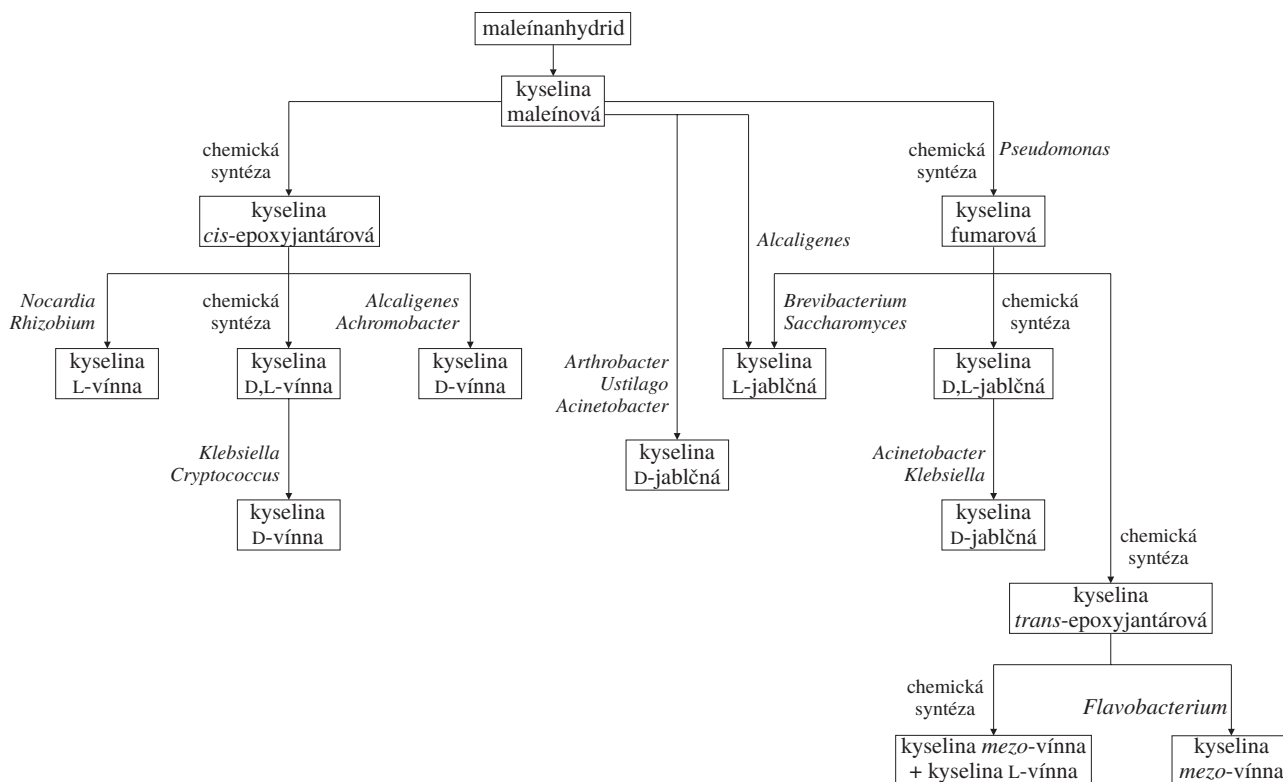 maleínanhydrid
kyselina
maleínová
chemická
syntéza
chemická
syntéza
Pseudomonas
kyselina
cis-epoxyjantárová
kyselina
fumarová
Alcaligenes
Nocardia
Rhizobium
chemická
syntéza
Alcaligenes
Achromobacter
Brevibacterium
Saccharomyces
chemická
syntéza
kyselina
L-vínna
kyselina
D,L-vínna
kyselina
D-vínna
Arthrobacter
Ustilago
Acinetobacter
kyselina
L-jablčná
kyselina
D,L-jablčná
Klebsiella
Cryptococcus
kyselina
D-jablčná
Acinetobacter
Klebsiella
kyselina
D-vínna
kyselina
D-jablčná
chemická
syntéza
kyselina
trans-epoxyjantárová
chemická
syntéza
Flavobacterium
kyselina mezo-vínna
+ kyselina L-vínna
kyselina
mezo-vínna